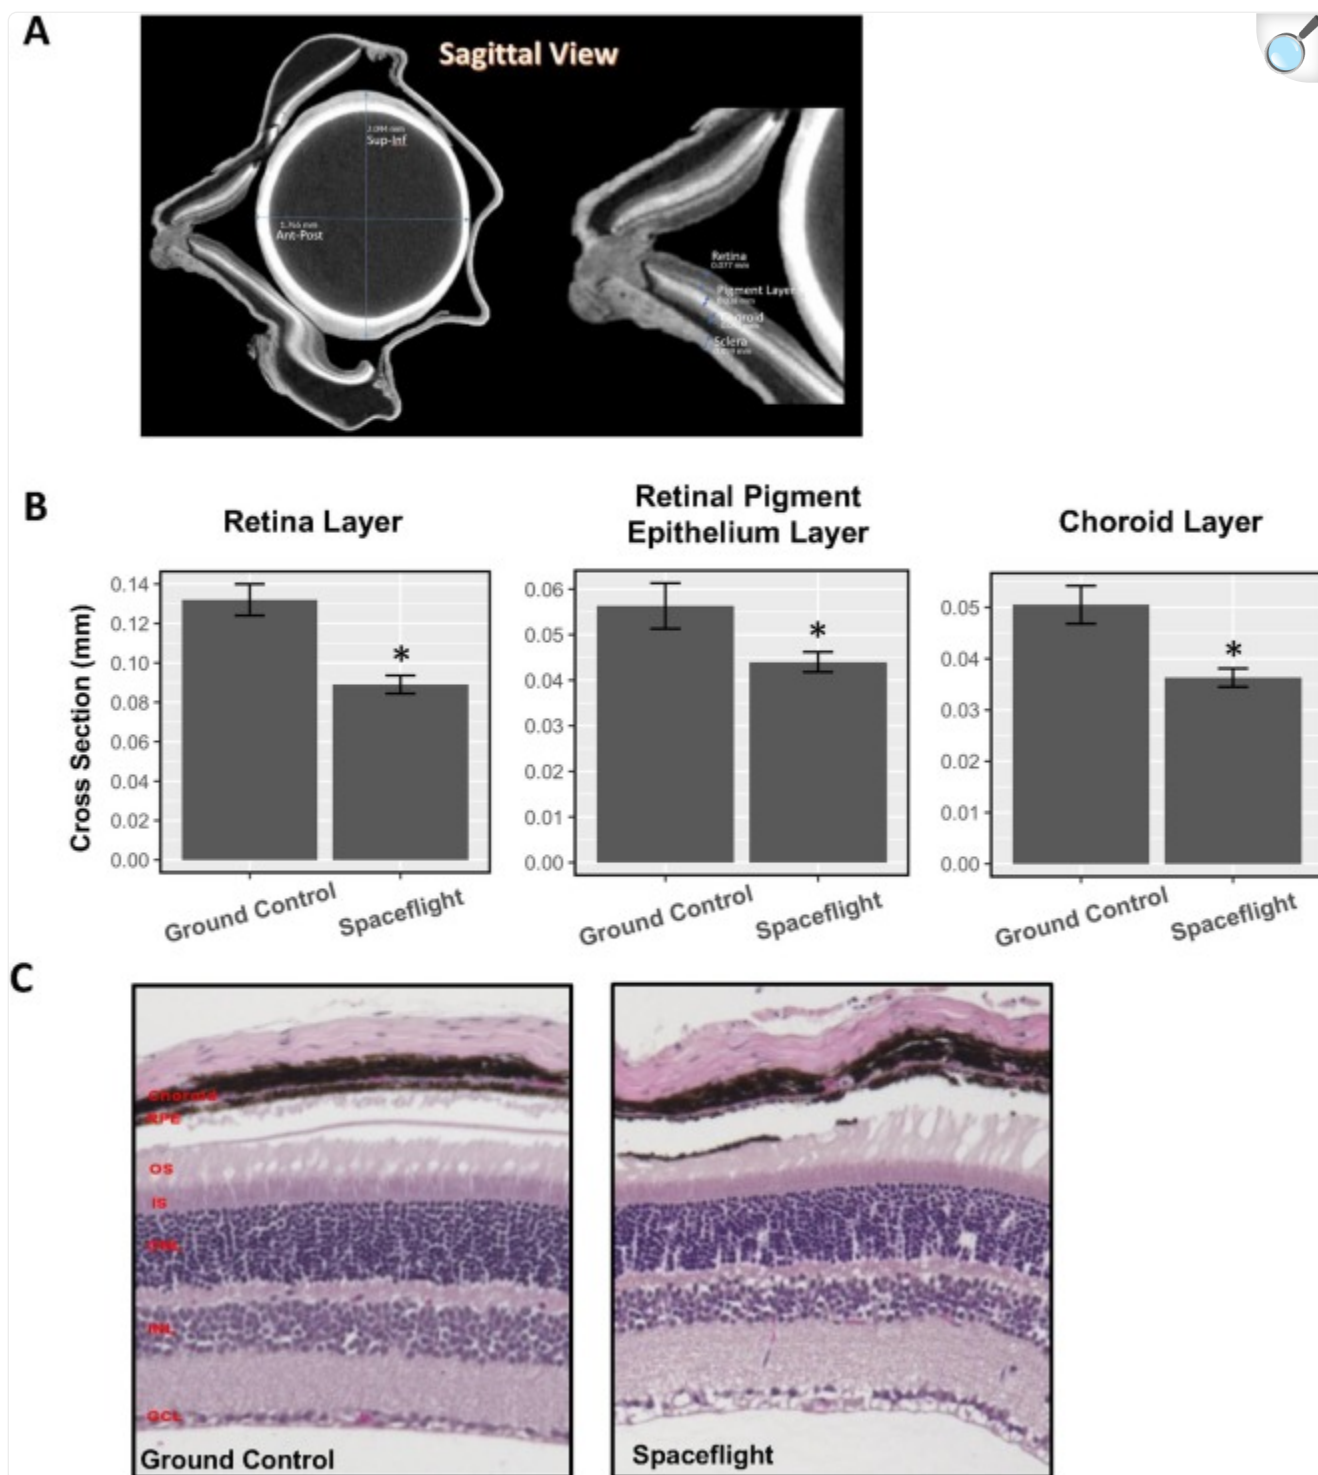 A
Sagittal View
Sup-Inf
Ant-Post
Retina
0.077 mm
Pigment Layer
Sclera
B
Retina Layer
Retinal Pigment
Epithelium Layer
Choroid Layer
Cross Section (mm)
0.14
0.12
0.10
0.08
0.06
0.04
0.02
0.00
*
Ground Control
Spaceflight
0.06
0.05
0.04
0.03
0.02
0.01
0.00
*
Ground Control
Spaceflight
0.05
0.04
0.03
0.02
0.01
0.00
*
Ground Control
Spaceflight
C
Choroid
RPE
OS
IS
ONL
INL
GCL
Ground Control
Spaceflight